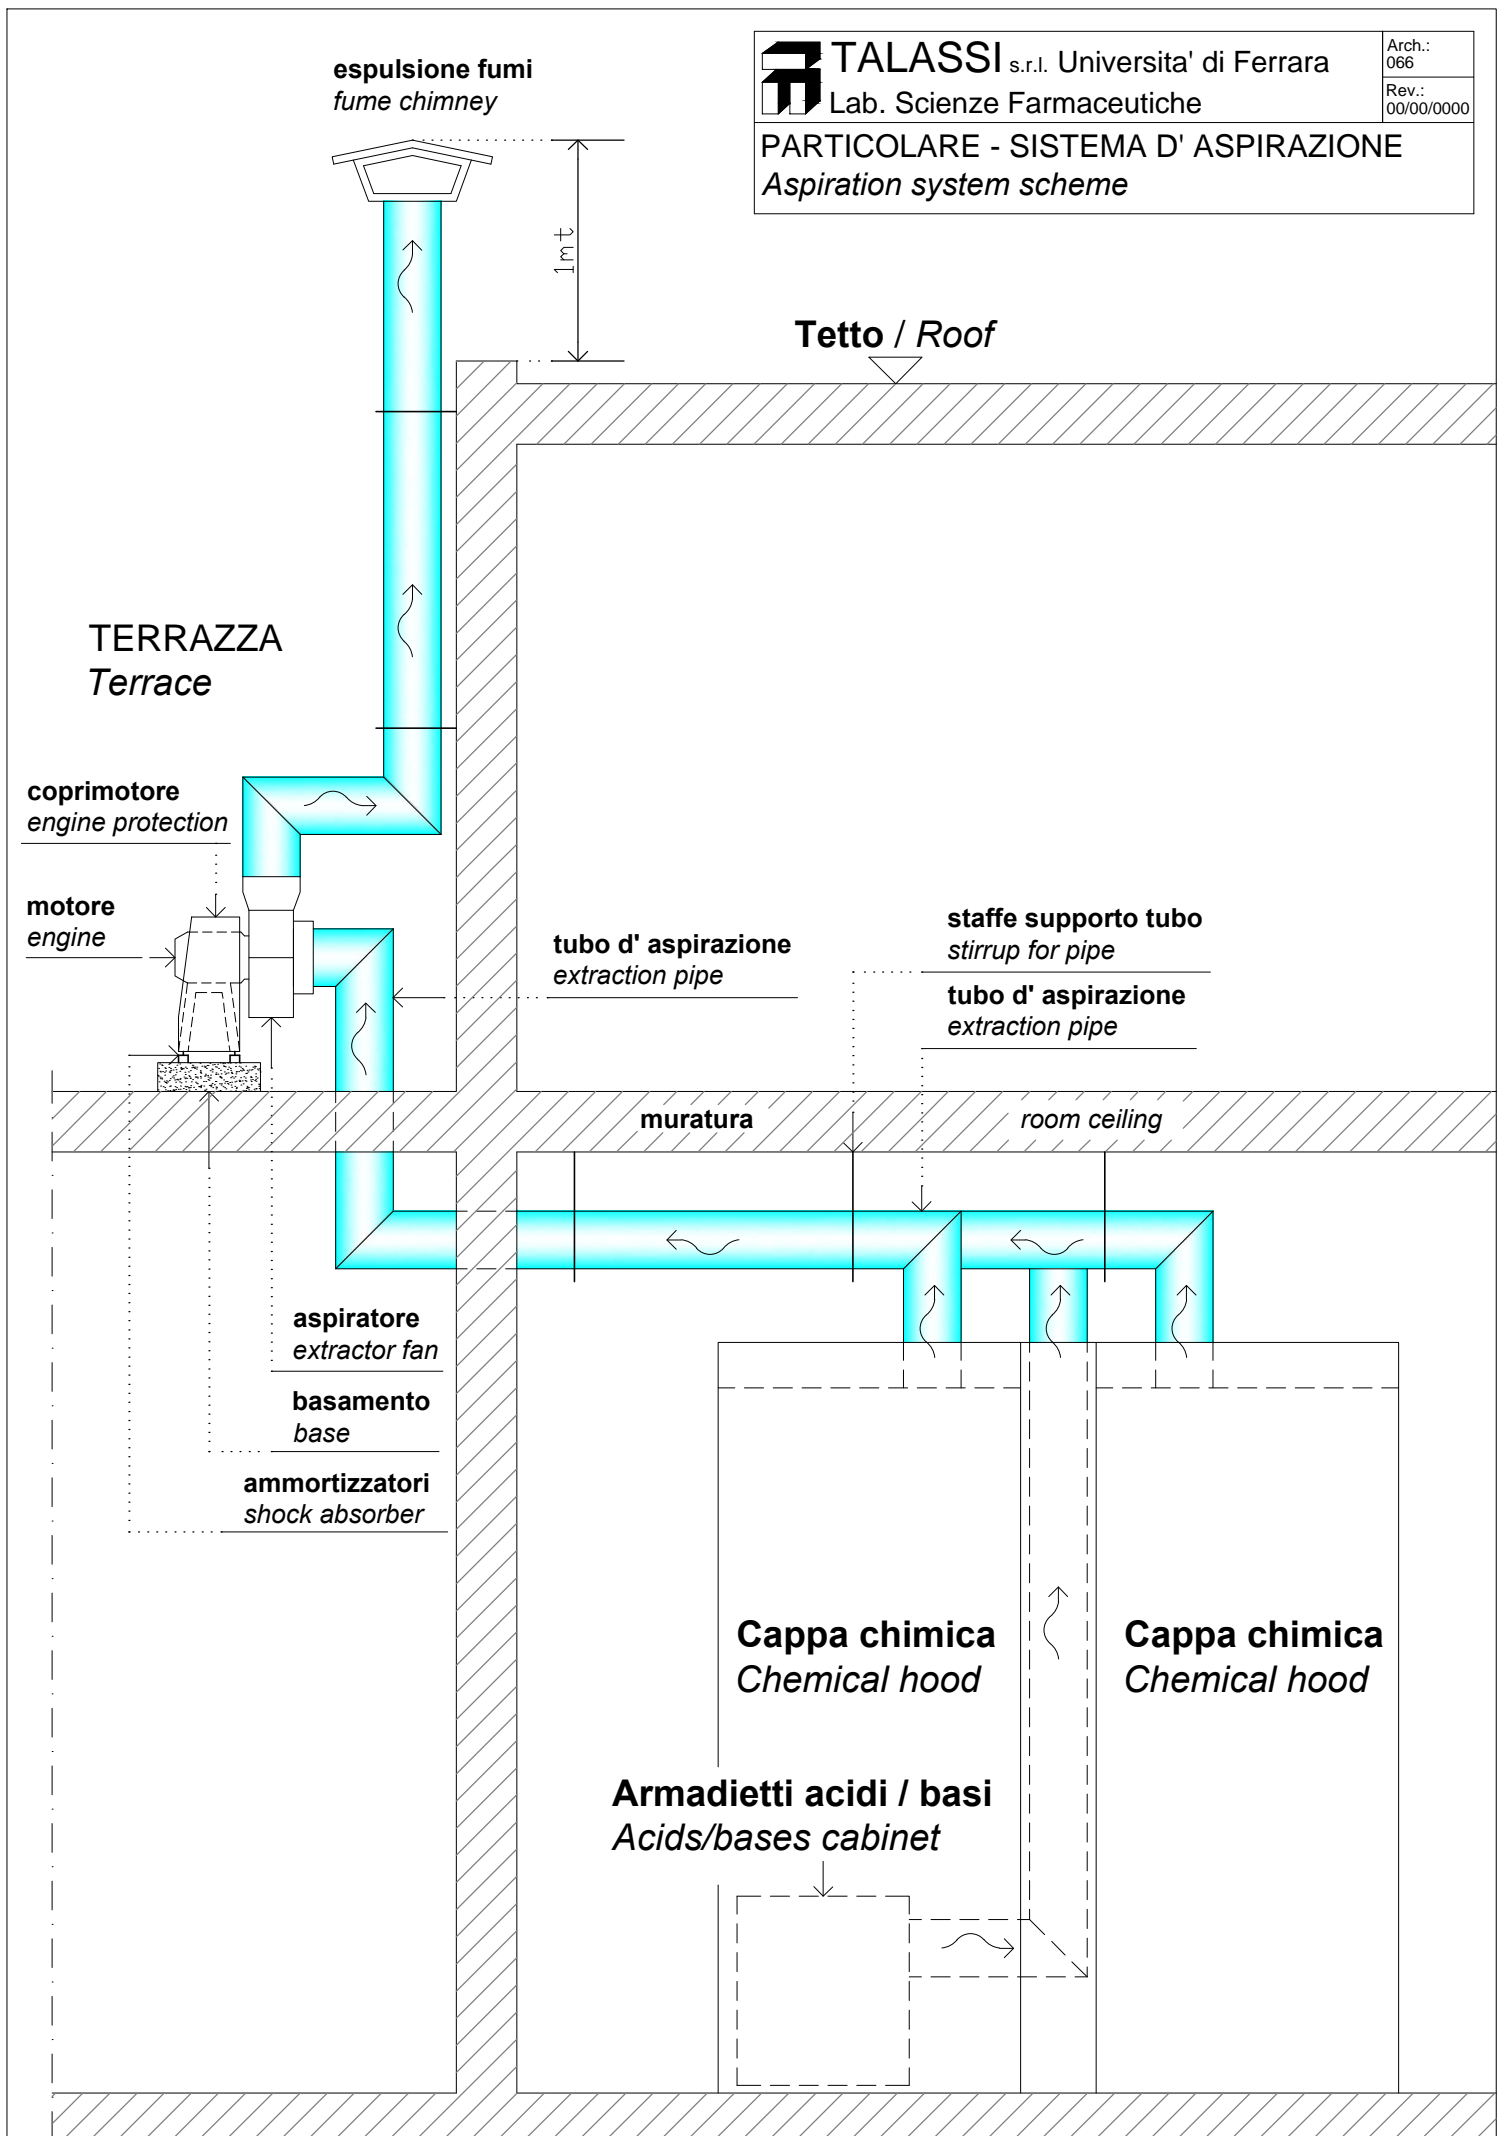 espulsione fumi
fume chimney
TALASSI s.r.l. Universita' di Ferrara
Lab. Scienze Farmaceutiche
Arch.:
066
Rev.:
00/00/0000
PARTICOLARE - SISTEMA D' ASPIRAZIONE
Aspiration system scheme
1mt
Tetto / Roof
TERRAZZA
Terrace
coprimotore
engine protection
motore
engine
tubo d' aspirazione
extraction pipe
staffe supporto tubo
stirrup for pipe
tubo d' aspirazione
extraction pipe
muratura
room ceiling
aspiratore
extractor fan
basamento
base
ammortizzatori
shock absorber
Cappa chimica
Chemical hood
Cappa chimica
Chemical hood
Armadietti acidi / basi
Acids/bases cabinet